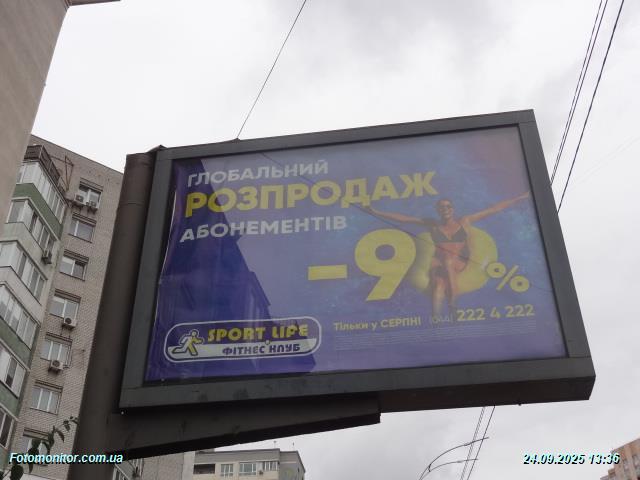 ГЛОБАЛЬНИЙ
РОЗПРОДАЖ
АБОНЕМЕНТІВ
-90%
SPORT LIFE
ФІТНЕС КЛУБ
Тільки у СЕРПНІ (044) 222 4 222
Fotomonitor.com.ua
24.09.2025 13:36